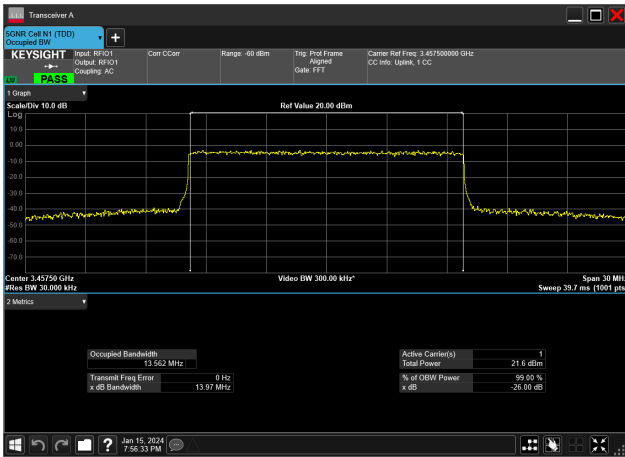 Transceiver A
5GNR Cell N1 (TDD)
Occupied BW
KEYSIGHT
PASS
Input: RFIO1
Output: RFIO1
Coupling: AC
Corr CCorr
Range: -60 dBm
Trig: Prot Frame
Aligned
Gate: FFT
Carrier Ref Freq: 3.457500000 GHz
CC Info: Uplink, 1 CC
1 Graph
Scale/Div 10.0 dB
Ref Value 20.00 dBm
Log
10.0
0.00
-10.0
-20.0
-30.0
-40.0
-50.0
-60.0
-70.0
Center 3.45750 GHz
Video BW 300.00 kHz*
Span 30 MHz
#Res BW 30.000 kHz
Sweep 39.7 ms (1001 pts
2 Metrics
Occupied Bandwidth
13.562 MHz
Active Carrier(s) 1
Total Power 21.6 dBm
Transmit Freq Error 0 Hz
x dB Bandwidth 13.97 MHz
% of OBW Power 99.00 %
x dB -26.00 dB
Jan 15, 2024
7:56:33 PM